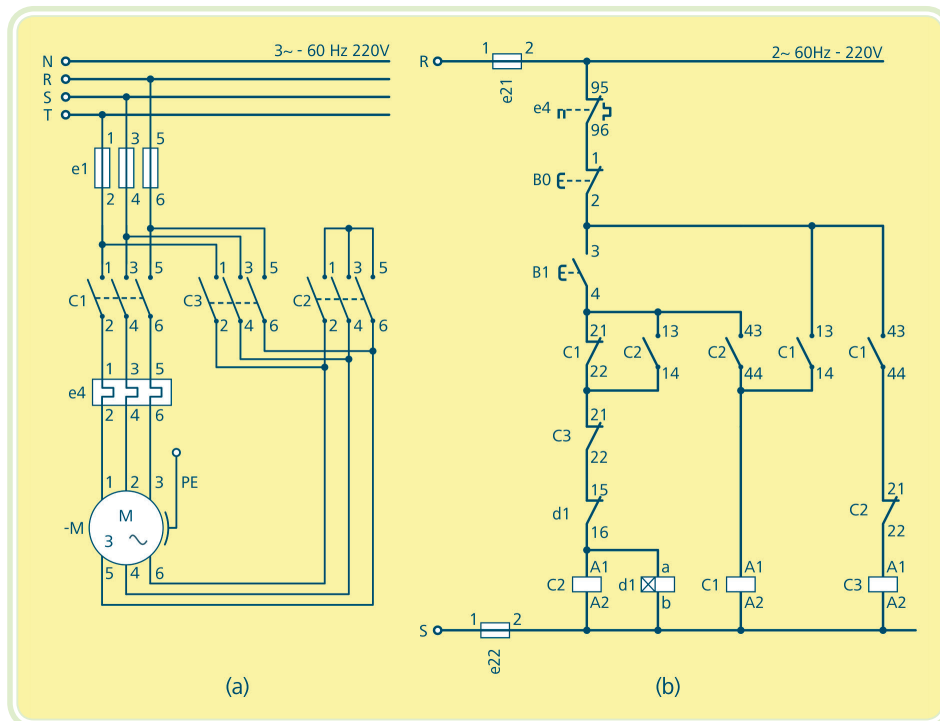 3~ - 60 Hz 220V
N
R
S
T
1 3 5
e1
2 4 6
1 3 5 1 3 5 1 3 5
C1 C3 C2
2 4 6 2 4 6 2 4 6
1 3 5
e4
2 4 6
1 2 3 PE
-M
M
3
5 4 6
(a)
R 1 2 2~ 60Hz - 220V
e21
95
e4
96
1
B0
2
3
B1
4
21 13 43 13 43
C1 C2 C2 C1 C1
22 14 44 14 44
21
C3
22
15 21
d1 C2
16 22
A1 a A1 A1
C2 d1 C1 C3
A2 b A2 A2
S 1 2
e22
(b)